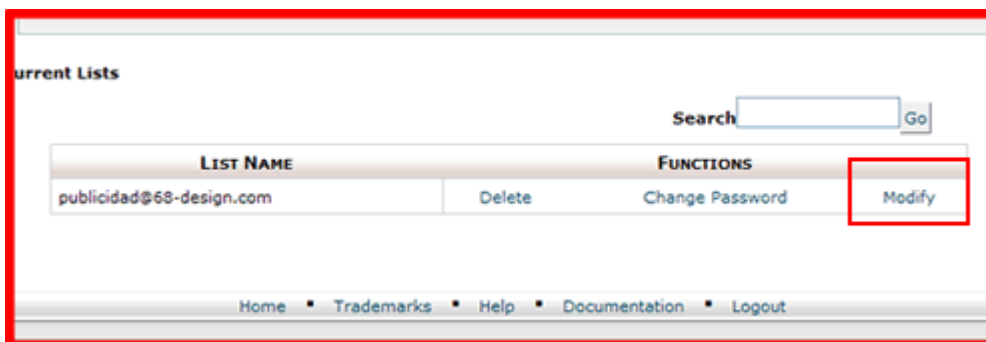 urrent Lists
Search Go
LIST NAME FUNCTIONS
publicidad@68-design.com Delete Change Password Modify
Home ▪ Trademarks ▪ Help ▪ Documentation ▪ Logout